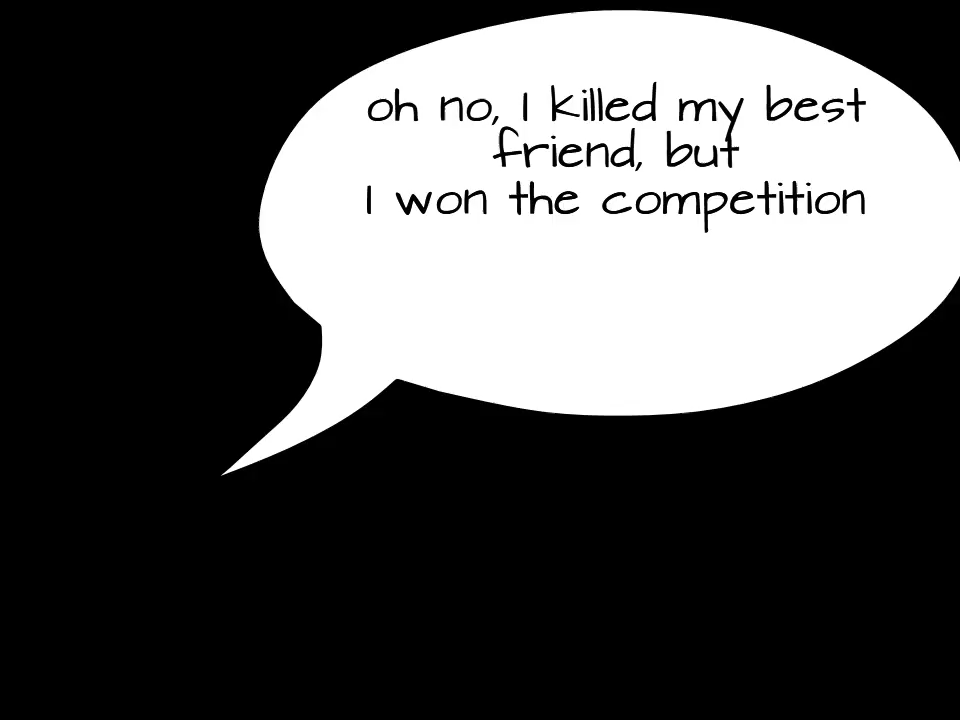 oh no, I killed my best
friend, but
I won the competition